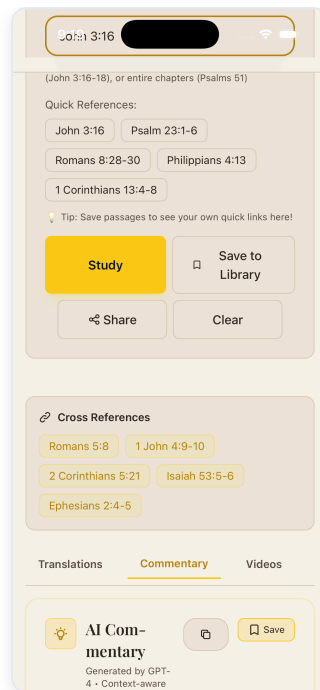 John 3:16
(John 3:16-18), or entire chapters (Psalms 51)
Quick References:
John 3:16
Psalm 23:1-6
Romans 8:28-30
Philippians 4:13
1 Corinthians 13:4-8
Tip: Save passages to see your own quick links here!
Study
Save to
Library
Share
Clear
Cross References
Romans 5:8
1 John 4:9-10
2 Corinthians 5:21
Isaiah 53:5-6
Ephesians 2:4-5
Translations
Commentary
Videos
AI Com-
mentary
Save
Generated by GPT-
4 • Context-aware